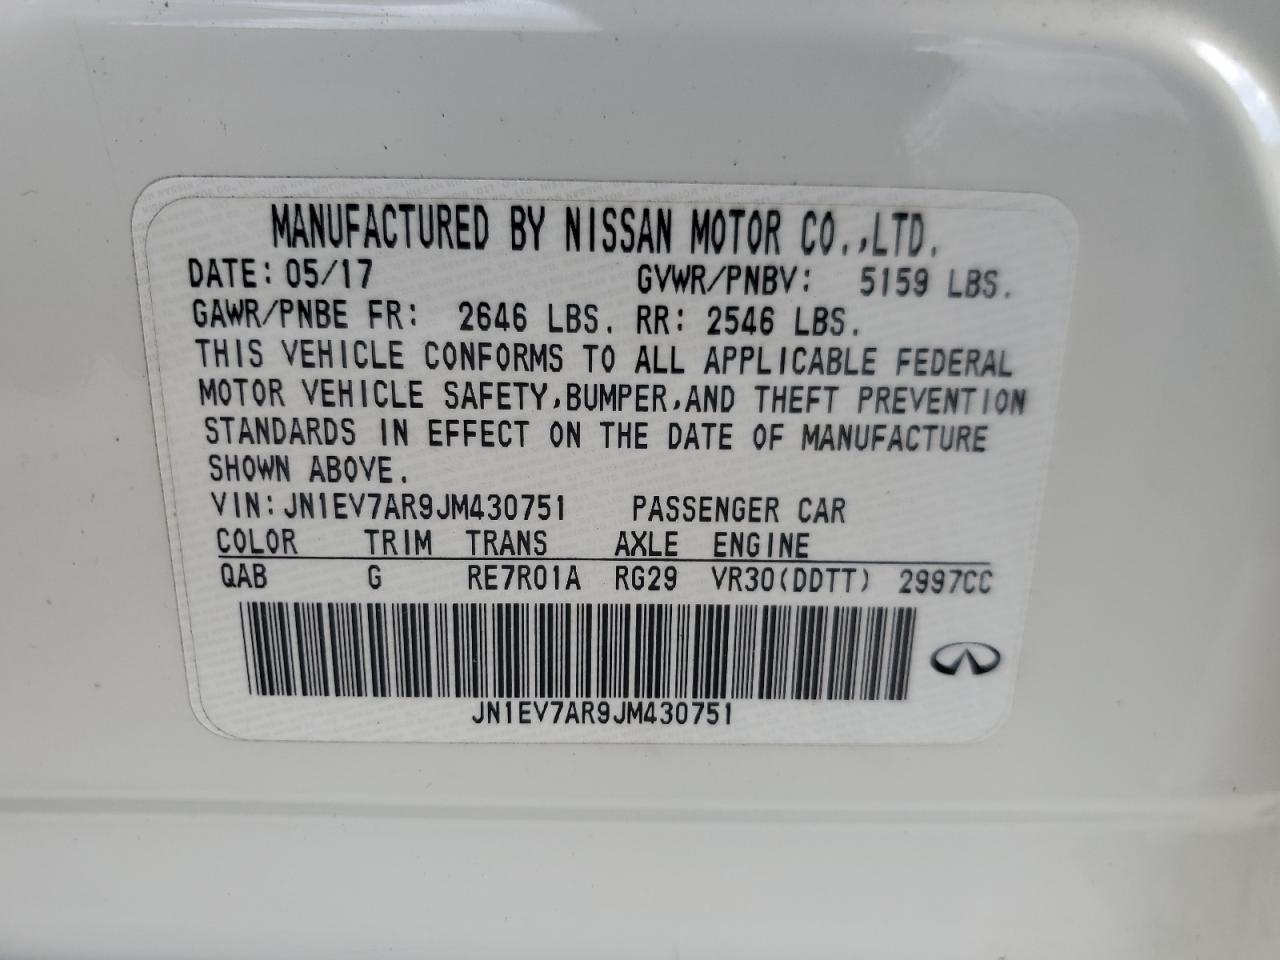 MANUFACTURED BY NISSAN MOTOR CO.,LTD.
DATE: 05/17 GVWR/PNBV: 5159 LBS.
GAWR/PNBE FR: 2646 LBS. RR: 2546 LBS.
THIS VEHICLE CONFORMS TO ALL APPLICABLE FEDERAL
MOTOR VEHICLE SAFETY,BUMPER,AND THEFT PREVENTION
STANDARDS IN EFFECT ON THE DATE OF MANUFACTURE
SHOWN ABOVE.
VIN: JN1EV7AR9JM430751 PASSENGER CAR
COLOR TRIM TRANS AXLE ENGINE
QAB G RE7R01A RG29 VR30(DDTT) 2997CC
JN1EV7AR9JM430751